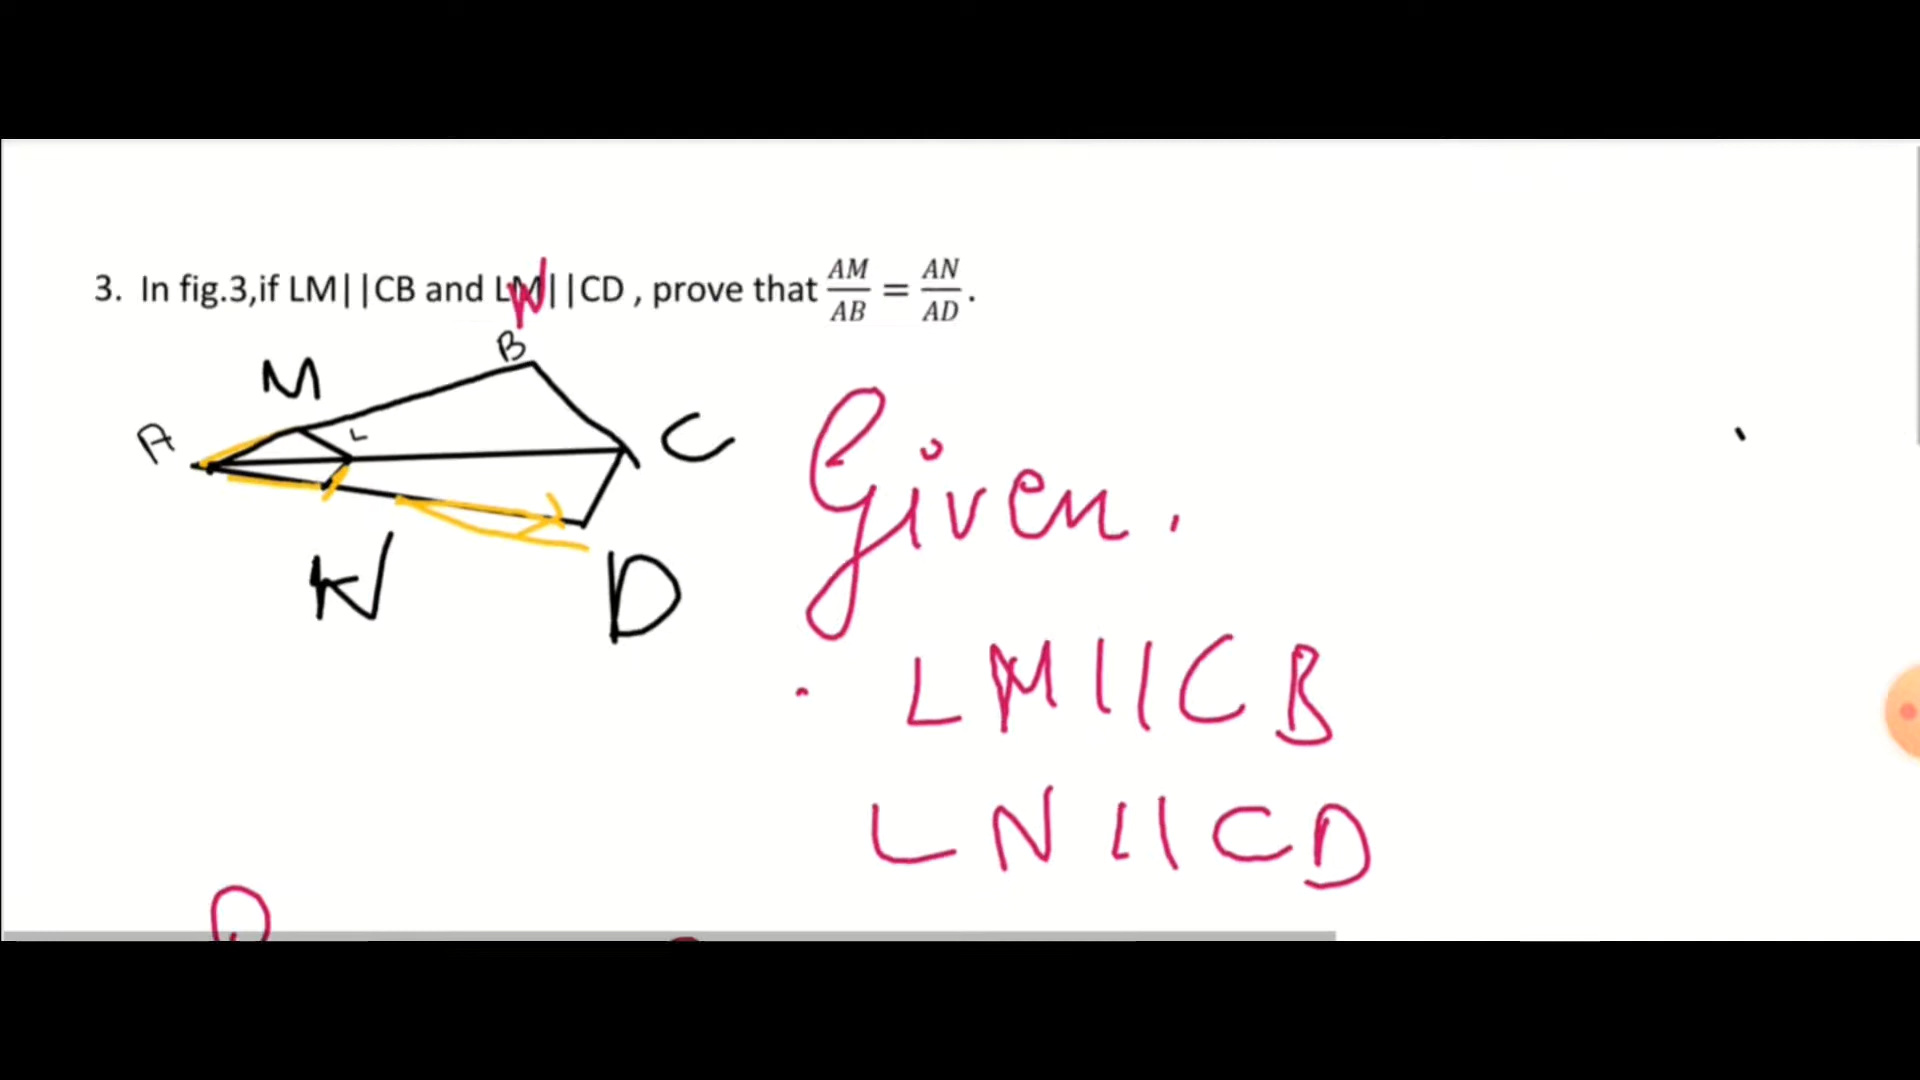 3. In fig.3,if LM||CB and LN||CD , prove that AM/AB = AN/AD.
B
M
A
L
C
N
D
Given.
LM||CB
LN||CD